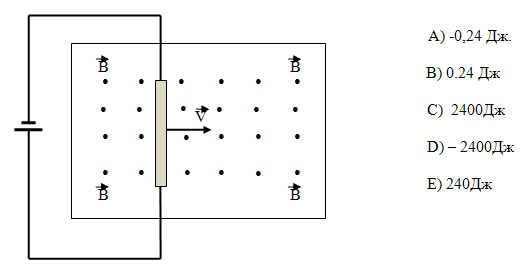 B B
V
B B
A) -0,24 Дж.
B) 0.24 Дж
C) 2400Дж
D) – 2400Дж
E) 240Дж